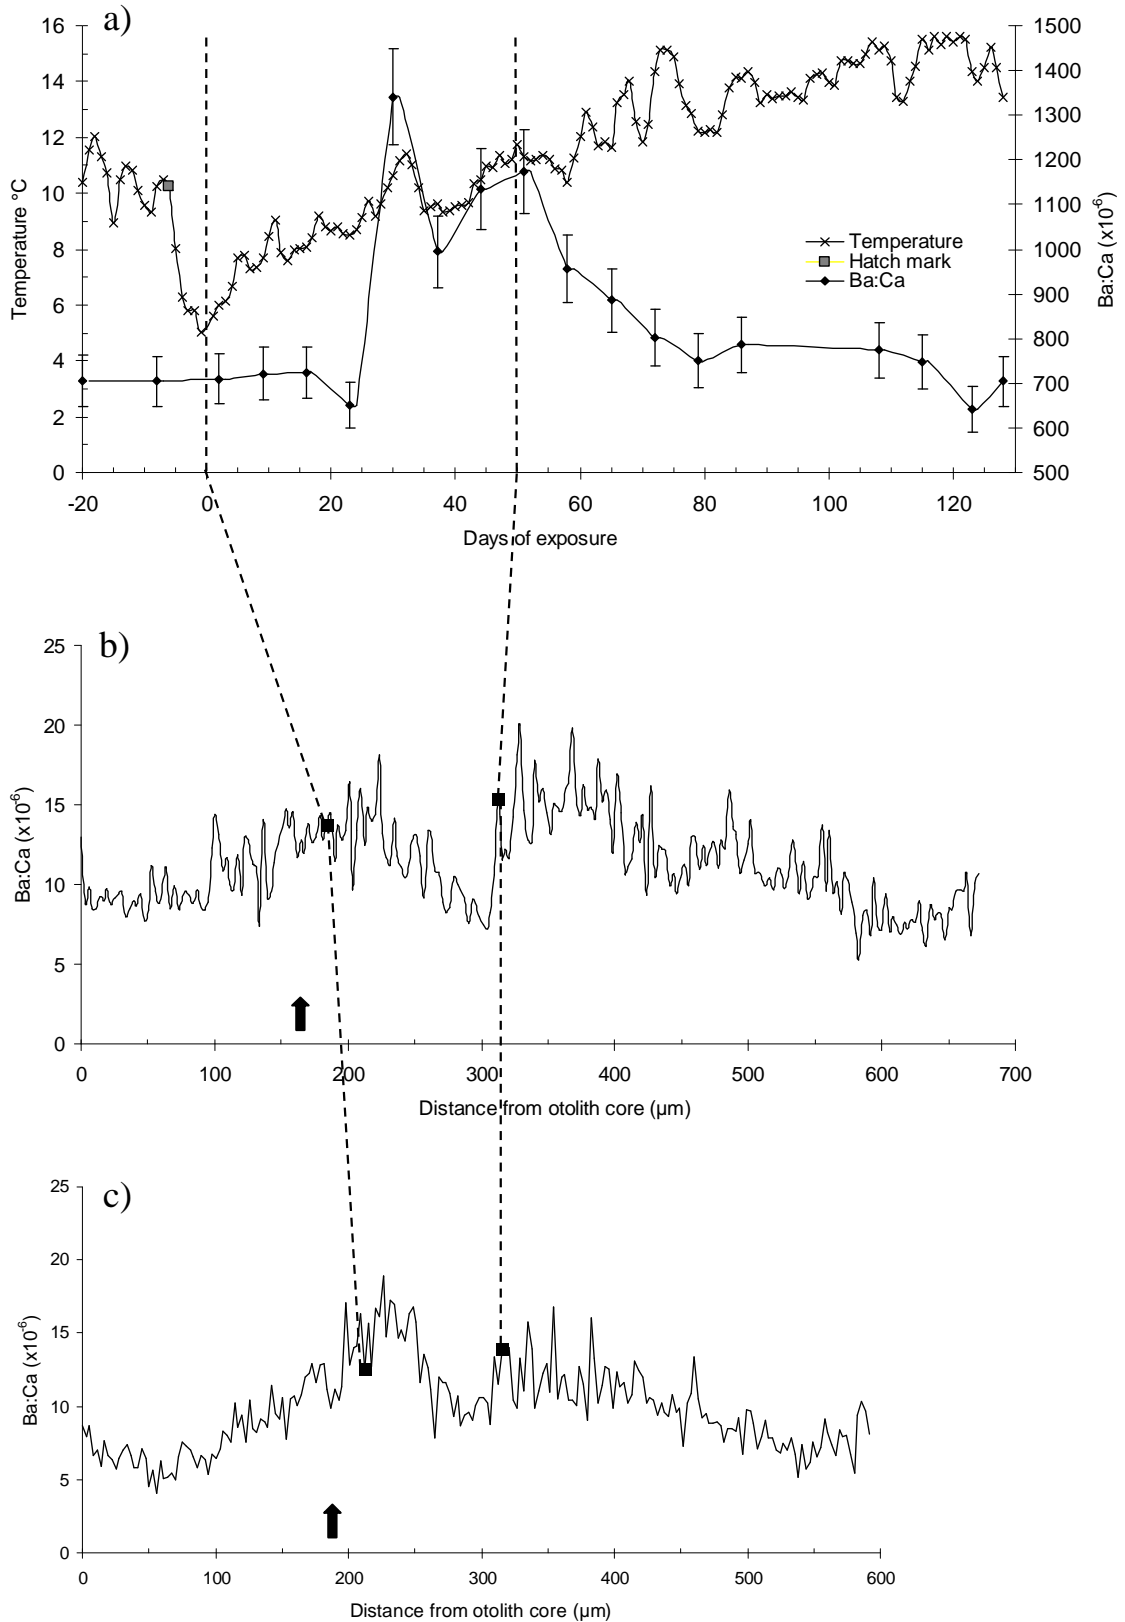 a)
16
14
12
10
8
6
4
2
0
Temperature °C
1500
1400
1300
1200
1100
1000
900
800
700
600
500
Ba:Ca (x10⁻⁶)
Temperature
Hatch mark
Ba:Ca
-20 0 20 40 60 80 100 120
Days of exposure
b)
25
20
15
10
5
0
Ba:Ca (x10⁻⁶)
0 100 200 300 400 500 600 700
Distance from otolith core (µm)
c)
25
20
15
10
5
0
Ba:Ca (x10⁻⁶)
0 100 200 300 400 500 600
Distance from otolith core (µm)